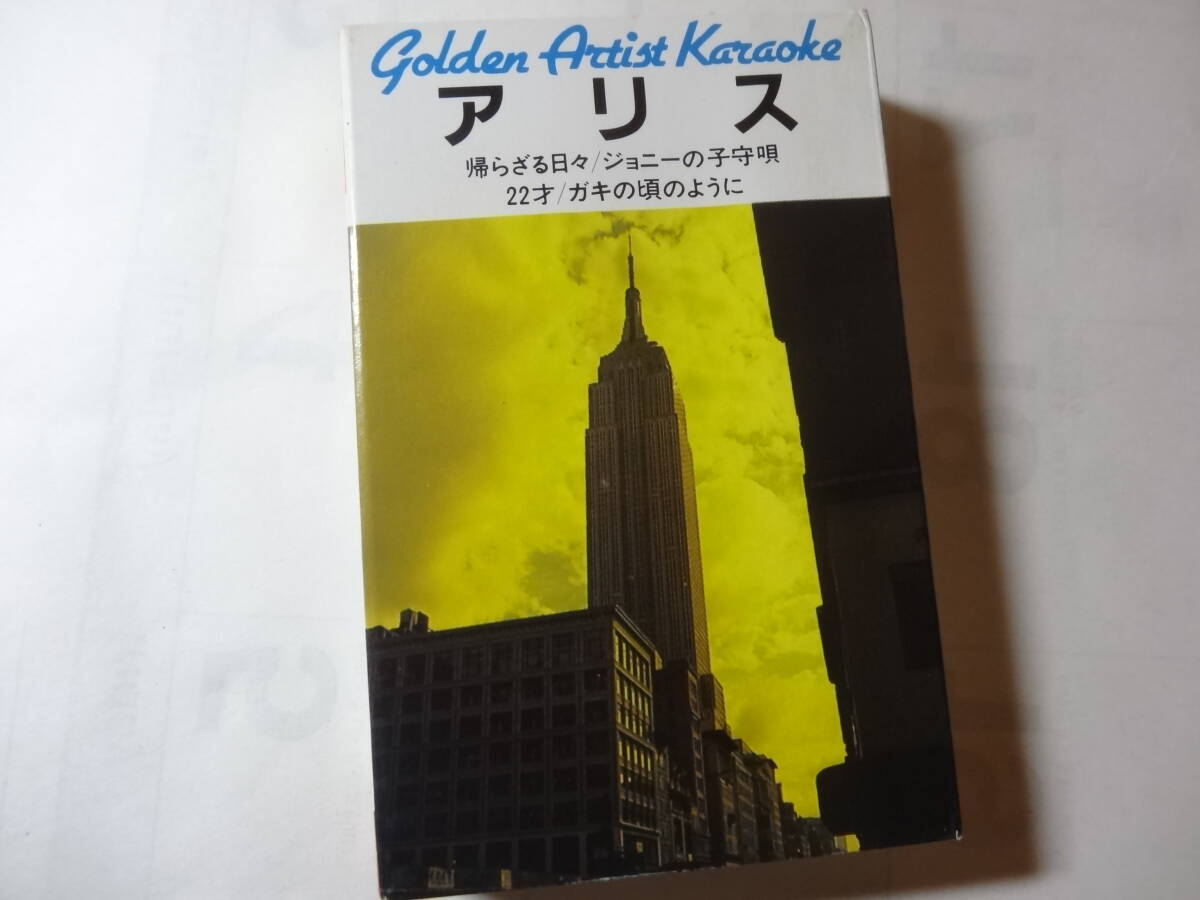 Golden Artist Karaoke
アリス
帰らざる日々/ジョニーの子守唄
22才/ガキの頃のように